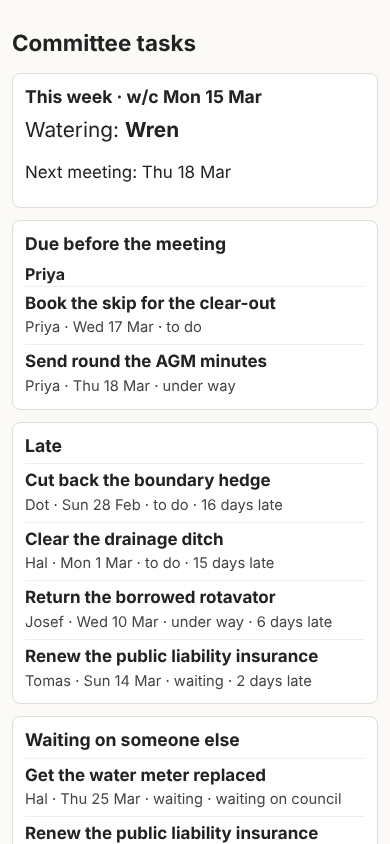 Committee tasks
This week · w/c Mon 15 Mar
Watering: Wren
Next meeting: Thu 18 Mar
Due before the meeting
Priya
Book the skip for the clear-out
Priya · Wed 17 Mar · to do
Send round the AGM minutes
Priya · Thu 18 Mar · under way
Late
Cut back the boundary hedge
Dot · Sun 28 Feb · to do · 16 days late
Clear the drainage ditch
Hal · Mon 1 Mar · to do · 15 days late
Return the borrowed rotavator
Josef · Wed 10 Mar · under way · 6 days late
Renew the public liability insurance
Tomas · Sun 14 Mar · waiting · 2 days late
Waiting on someone else
Get the water meter replaced
Hal · Thu 25 Mar · waiting · waiting on council
Renew the public liability insurance